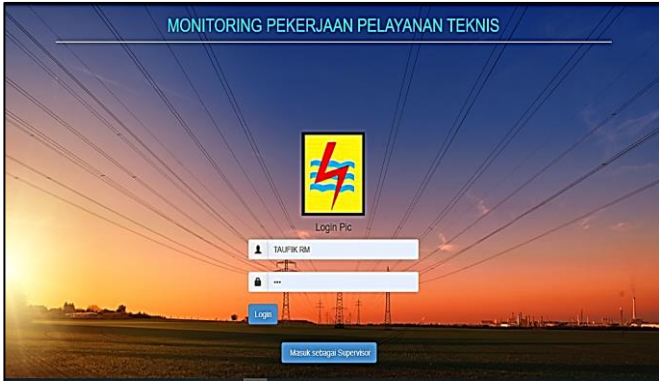 MONITORING PEKERJAAN PELAYANAN TEKNIS
Login Pic
TAUFIK RM
•••
Login
Masuk sebagai Supervisor